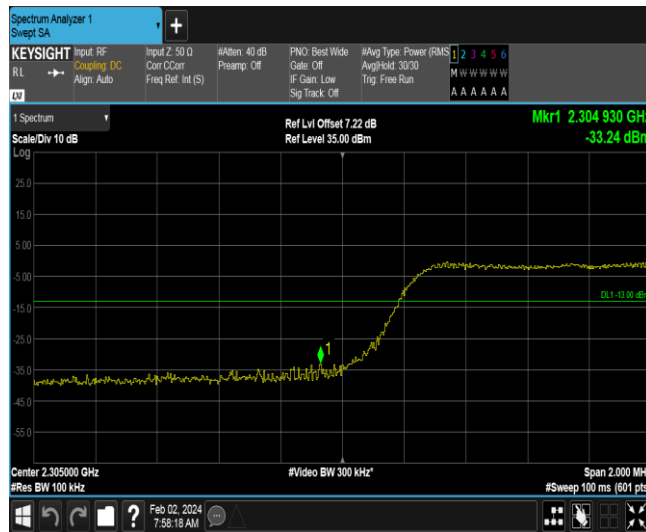 Spectrum Analyzer 1
Swept SA
KEYSIGHT
RL
LXI
Input: RF
Coupling: DC
Align: Auto
Input Z: 50 Ω
Corr CCorr
Freq Ref: Int (S)
#Atten: 40 dB
Preamp: Off
PNO: Best Wide
Gate: Off
IF Gain: Low
Sig Track: Off
#Avg Type: Power (RMS
Avg|Hold: 30/30
Trig: Free Run
1 2 3 4 5 6
M W W W W W
A A A A A A
1 Spectrum
Scale/Div 10 dB
Ref Lvl Offset 7.22 dB
Ref Level 35.00 dBm
Mkr1 2.304 930 GHz
-33.24 dBm
Log
25.0
15.0
5.00
-5.00
-15.0
DL1 -13.00 dBm
-25.0
1
-35.0
-45.0
-55.0
Center 2.305000 GHz
#Res BW 100 kHz
#Video BW 300 kHz*
Span 2.000 MHz
#Sweep 100 ms (601 pts)
?
Feb 02, 2024
7:58:18 AM